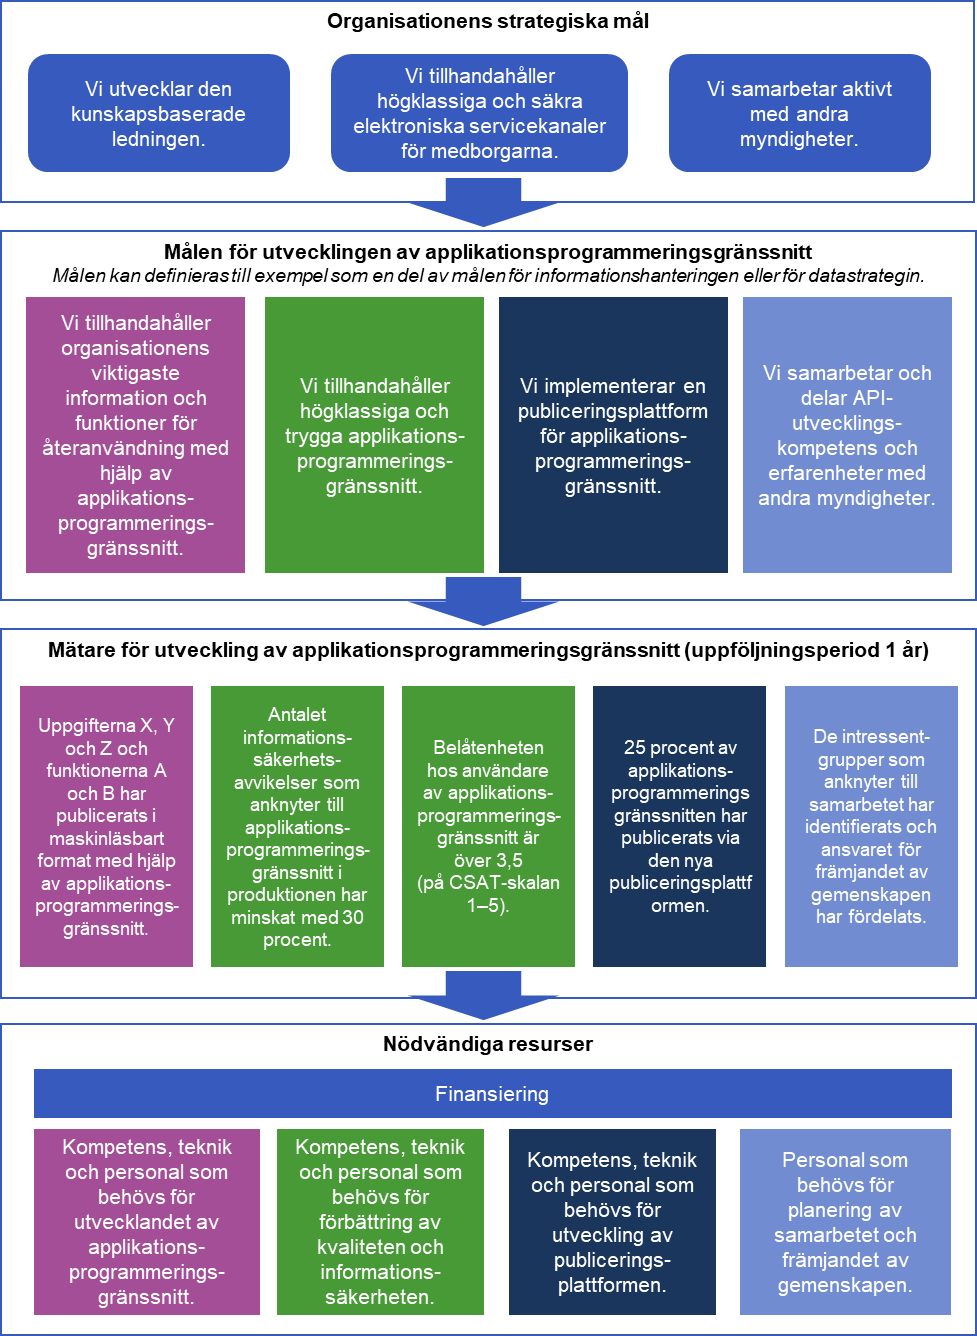 Organisationens strategiska mål
Vi utvecklar den
kunskapsbaserade
ledningen.
Vi tillhandahåller
högklassiga och säkra
elektroniska servicekanaler
för medborgarna.
Vi samarbetar aktivt
med andra
myndigheter.
Målen för utvecklingen av applikationsprogrammeringsgränssnitt
Målen kan definieras till exempel som en del av målen för informationshanteringen eller för datastrategin.
Vi tillhandahåller
organisationens
viktigaste
information och
funktioner för
återanvändning med
hjälp av
applikations-
programmerings-
gränssnitt.
Vi tillhandahåller
högklassiga och
trygga applikations-
programmerings-
gränssnitt.
Vi implementerar en
publiceringsplattform
för applikations-
programmerings-
gränssnitt.
Vi samarbetar och
delar API-
utvecklings-
kompetens och
erfarenheter med
andra myndigheter.
Mätare för utveckling av applikationsprogrammeringsgränssnitt (uppföljningsperiod 1 år)
Uppgifterna X, Y
och Z och
funktionerna A
och B har
publicerats i
maskinläsbart
format med hjälp
av applikations-
programmerings-
gränssnitt.
Antalet
informations-
säkerhets-
avvikelser som
anknyter till
applikations-
programmerings-
gränssnitt i
produktionen har
minskat med 30
procent.
Belåtenheten
hos användare
av applikations-
programmerings-
gränssnitt är
över 3,5
(på CSAT-skalan
1–5).
25 procent av
applikations-
programmerings
gränssnitten har
publicerats via
den nya
publiceringsplattf
ormen.
De intressent-
grupper som
anknyter till
samarbetet har
identifierats och
ansvaret för
främjandet av
gemenskapen
har fördelats.
Nödvändiga resurser
Finansiering
Kompetens, teknik
och personal som
behövs för
utvecklandet av
applikations-
programmerings-
gränssnitt.
Kompetens, teknik
och personal som
behövs för
förbättring av
kvaliteten och
informations-
säkerheten.
Kompetens, teknik
och personal som
behövs för
utveckling av
publicerings-
plattformen.
Personal som
behövs för
planering av
samarbetet och
främjandet av
gemenskapen.